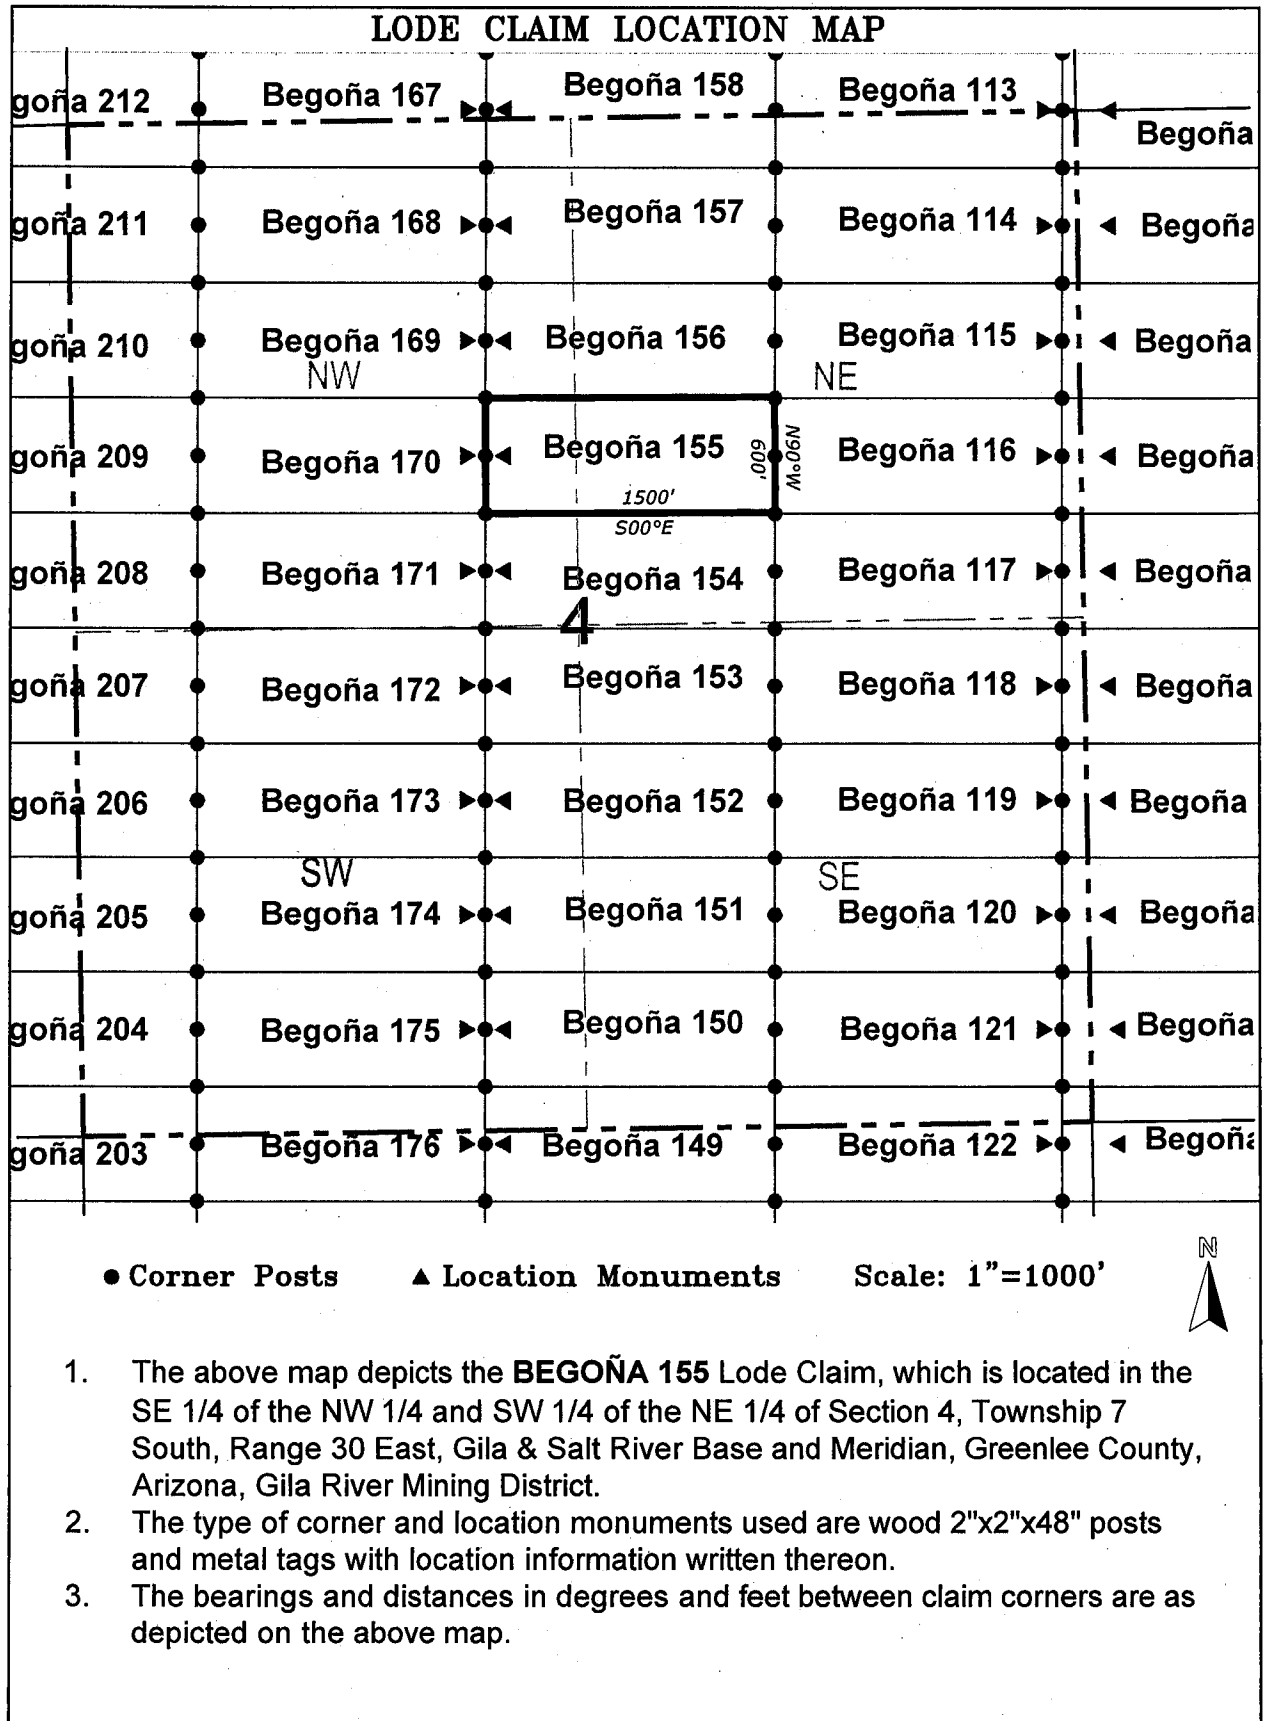 LODE CLAIM LOCATION MAP
goña 212 Begoña 167 Begoña 158 Begoña 113
Begoña
goña 211 Begoña 168 Begoña 157 Begoña 114 Begoña
goña 210 Begoña 169 Begoña 156 Begoña 115 Begoña
NW NE
goña 209 Begoña 170 Begoña 155 600' N90°W Begoña 116 Begoña
1500'
S00°E
goña 208 Begoña 171 Begoña 154 Begoña 117 Begoña
4
goña 207 Begoña 172 Begoña 153 Begoña 118 Begoña
goña 206 Begoña 173 Begoña 152 Begoña 119 Begoña
SW SE
goña 205 Begoña 174 Begoña 151 Begoña 120 Begoña
goña 204 Begoña 175 Begoña 150 Begoña 121 Begoña
goña 203 Begoña 176 Begoña 149 Begoña 122 Begoña
N
Corner Posts Location Monuments Scale: 1"=1000'
1. The above map depicts the BEGOÑA 155 Lode Claim, which is located in the
SE 1/4 of the NW 1/4 and SW 1/4 of the NE 1/4 of Section 4, Township 7
South, Range 30 East, Gila & Salt River Base and Meridian, Greenlee County,
Arizona, Gila River Mining District.
2. The type of corner and location monuments used are wood 2"x2"x48" posts
and metal tags with location information written thereon.
3. The bearings and distances in degrees and feet between claim corners are as
depicted on the above map.